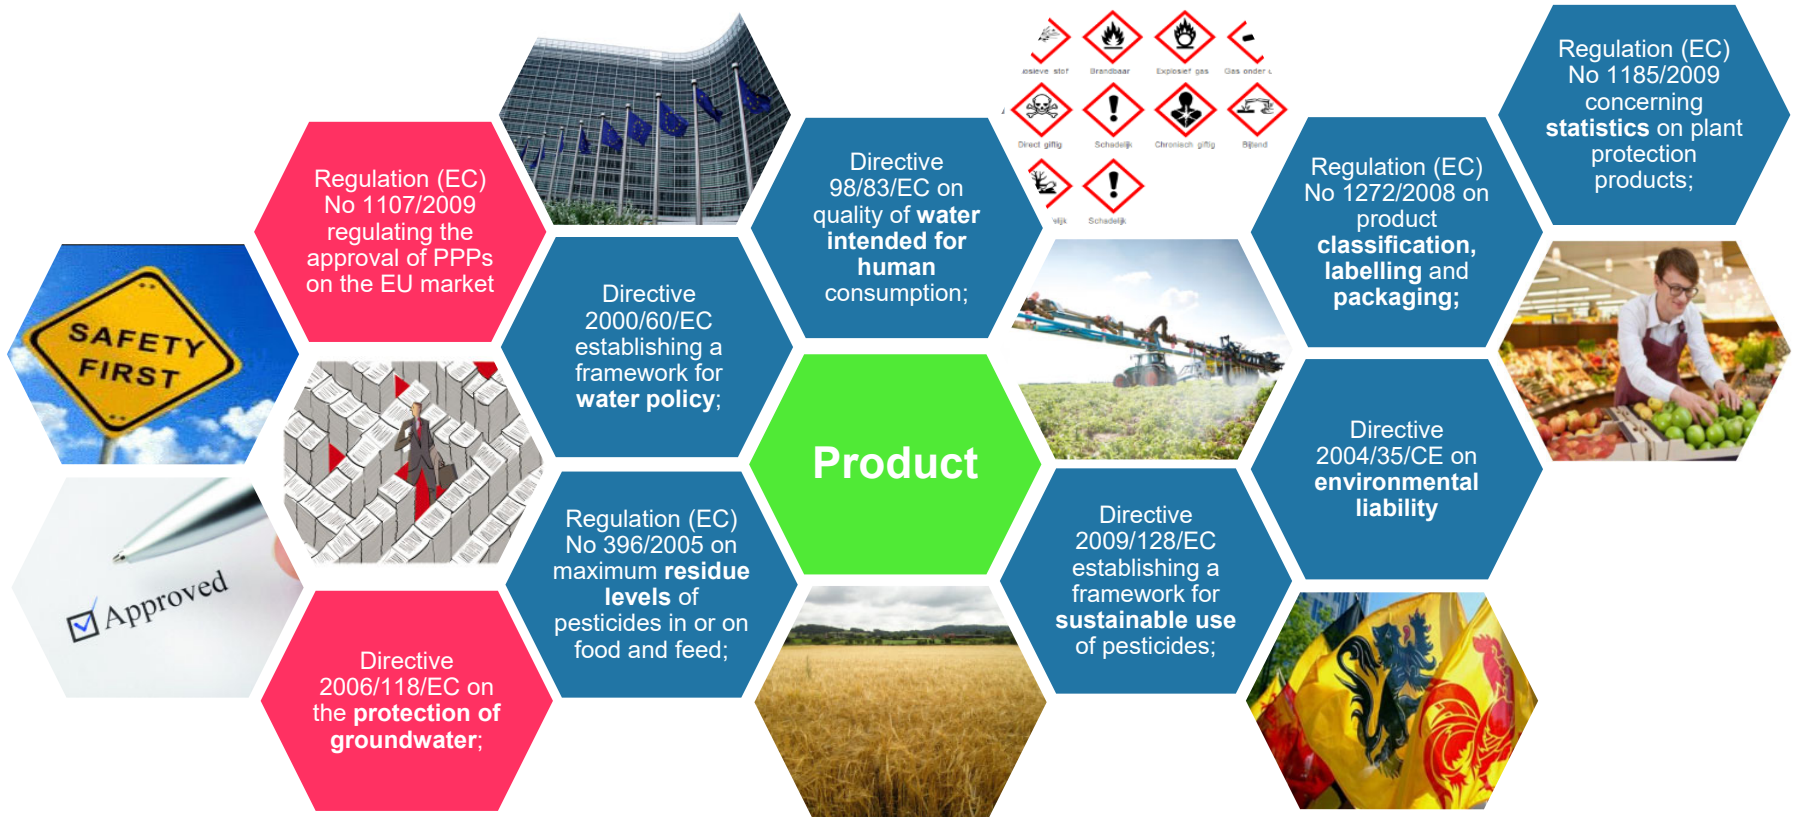 Regulation (EC)
No 1107/2009
regulating the
approval of PPPs
on the EU market
SAFETY
FIRST
Approved
Directive
2006/118/EC on
the protection of
groundwater;
Directive
2000/60/EC
establishing a
framework for
water policy;
Regulation (EC)
No 396/2005 on
maximum residue
levels of
pesticides in or on
food and feed;
Directive
98/83/EC on
quality of water
intended for
human
consumption;
Product
osieve stof
Brandbaar
Explosief gas
Gas onder
Direct giftig
Schadelijk
Chronisch giftig
Bijtend
elijk
Schadelijk
Directive
2009/128/EC
establishing a
framework for
sustainable use
of pesticides;
Regulation (EC)
No 1272/2008 on
product
classification,
labelling and
packaging;
Directive
2004/35/CE on
environmental
liability
Regulation (EC)
No 1185/2009
concerning
statistics on plant
protection
products;